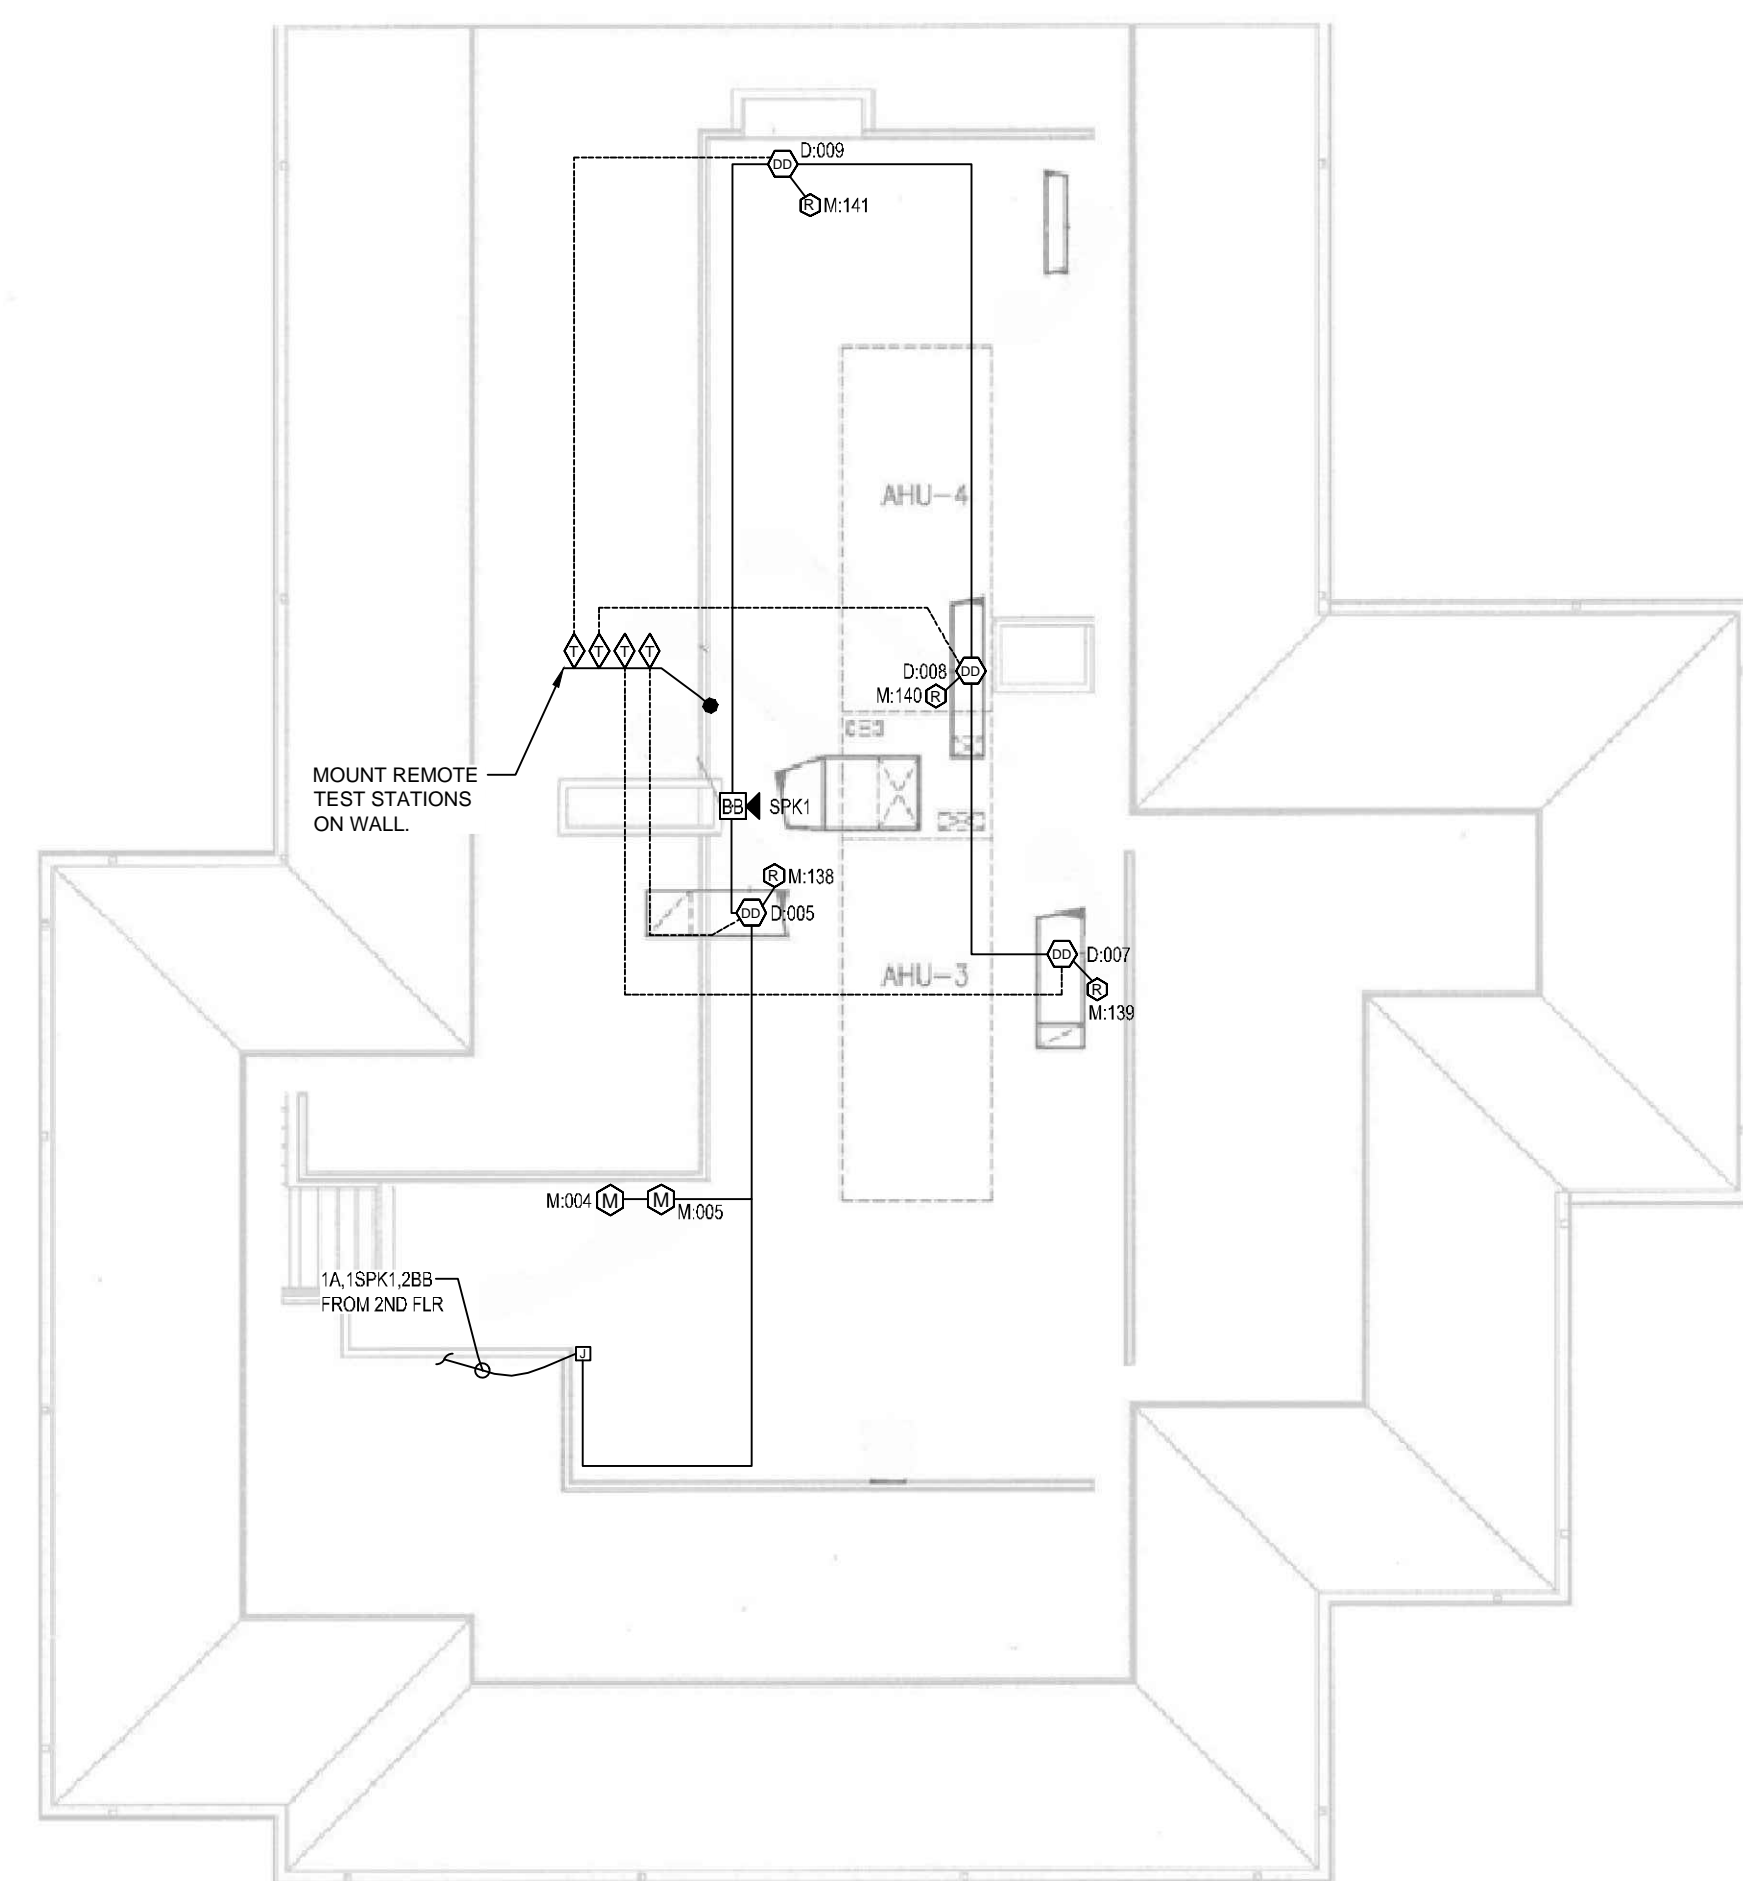 DD D:009
R M:141
AHU-4
T T T T
D:008 DD
M:140 R
MOUNT REMOTE
TEST STATIONS
ON WALL.
BB SPK1
R M:138
DD D:005
DD D:007
AHU-3
R
M:139
M:004 M M
M:005
1A,1SPK1,2BB
FROM 2ND FLR
J